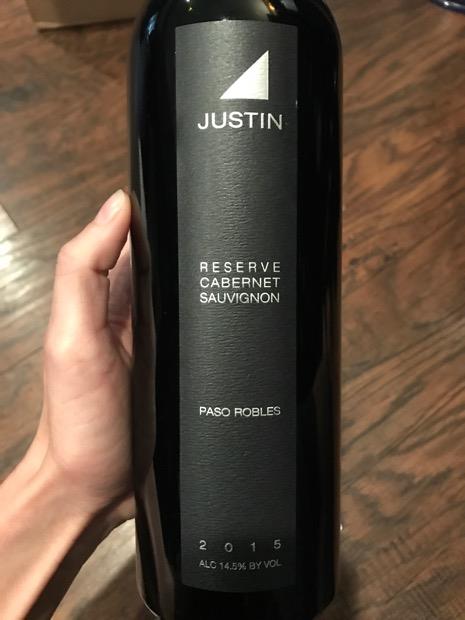 JUSTIN
RESERVE
CABERNET
SAUVIGNON
PASO ROBLES
2015
ALC 14.5% BY VOL